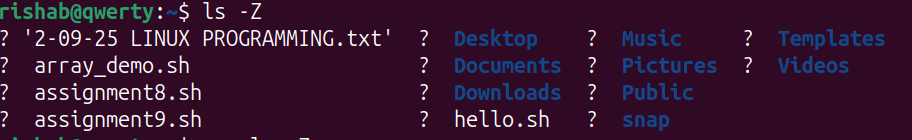 rishab@qwerty:~$ ls -Z
? '2-09-25 LINUX PROGRAMMING.txt' ? Desktop ? Music ? Templates
? array_demo.sh ? Documents ? Pictures ? Videos
? assignment8.sh ? Downloads ? Public
? assignment9.sh ? hello.sh ? snap